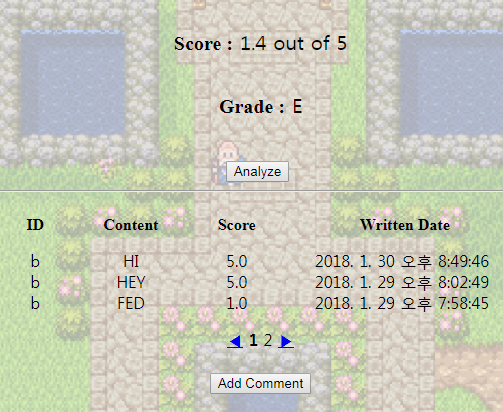 Score : 1.4 out of 5
Grade : E
Analyze
ID Content Score Written Date
b HI 5.0 2018. 1. 30 오후 8:49:46
b HEY 5.0 2018. 1. 29 오후 8:02:49
b FED 1.0 2018. 1. 29 오후 7:58:45
◀ 1 2 ▶
Add Comment